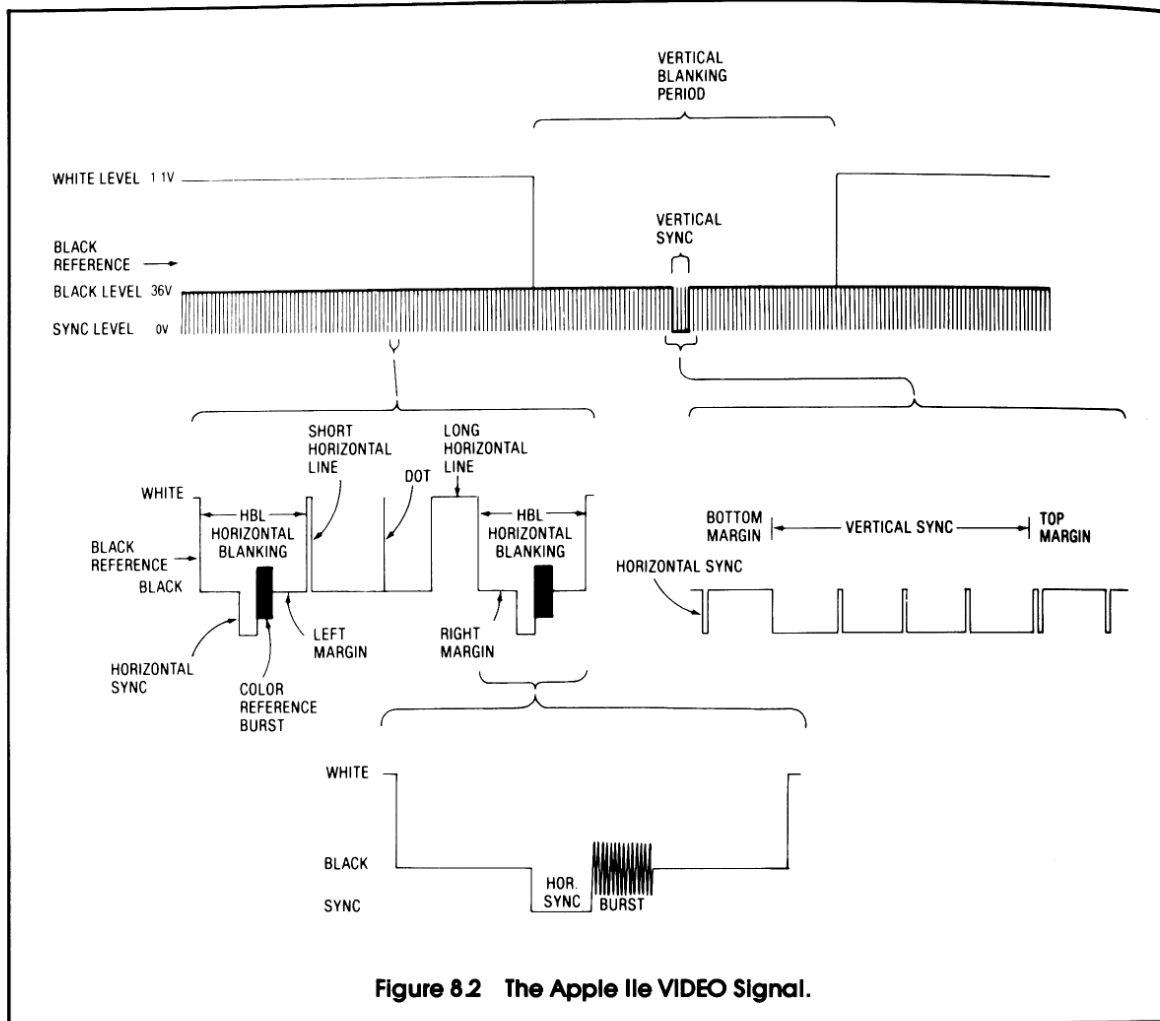 VERTICAL
BLANKING
PERIOD
WHITE LEVEL 1 1V
VERTICAL
SYNC
BLACK
REFERENCE
BLACK LEVEL 36V
SYNC LEVEL 0V
SHORT
HORIZONTAL
LINE
LONG
HORIZONTAL
LINE
DOT
WHITE
HBL
HORIZONTAL
BLANKING
HBL
HORIZONTAL
BLANKING
BLACK
REFERENCE
BLACK
BOTTOM
MARGIN
VERTICAL SYNC
TOP
MARGIN
HORIZONTAL SYNC
LEFT
MARGIN
RIGHT
MARGIN
HORIZONTAL
SYNC
COLOR
REFERENCE
BURST
WHITE
BLACK
HOR.
SYNC
BURST
SYNC
Figure 8.2 The Apple IIe VIDEO Signal.